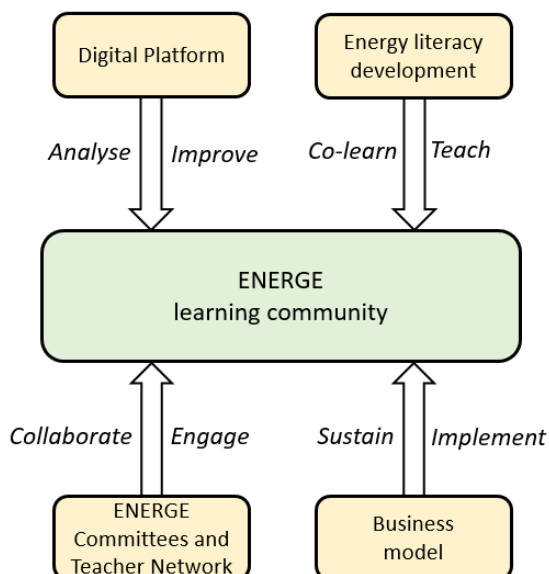 Digital Platform
Energy literacy
development
Analyse
Improve
Co-learn
Teach
ENERGE
learning community
Collaborate
Engage
Sustain
Implement
ENERGE
Committees and
Teacher Network
Business
model